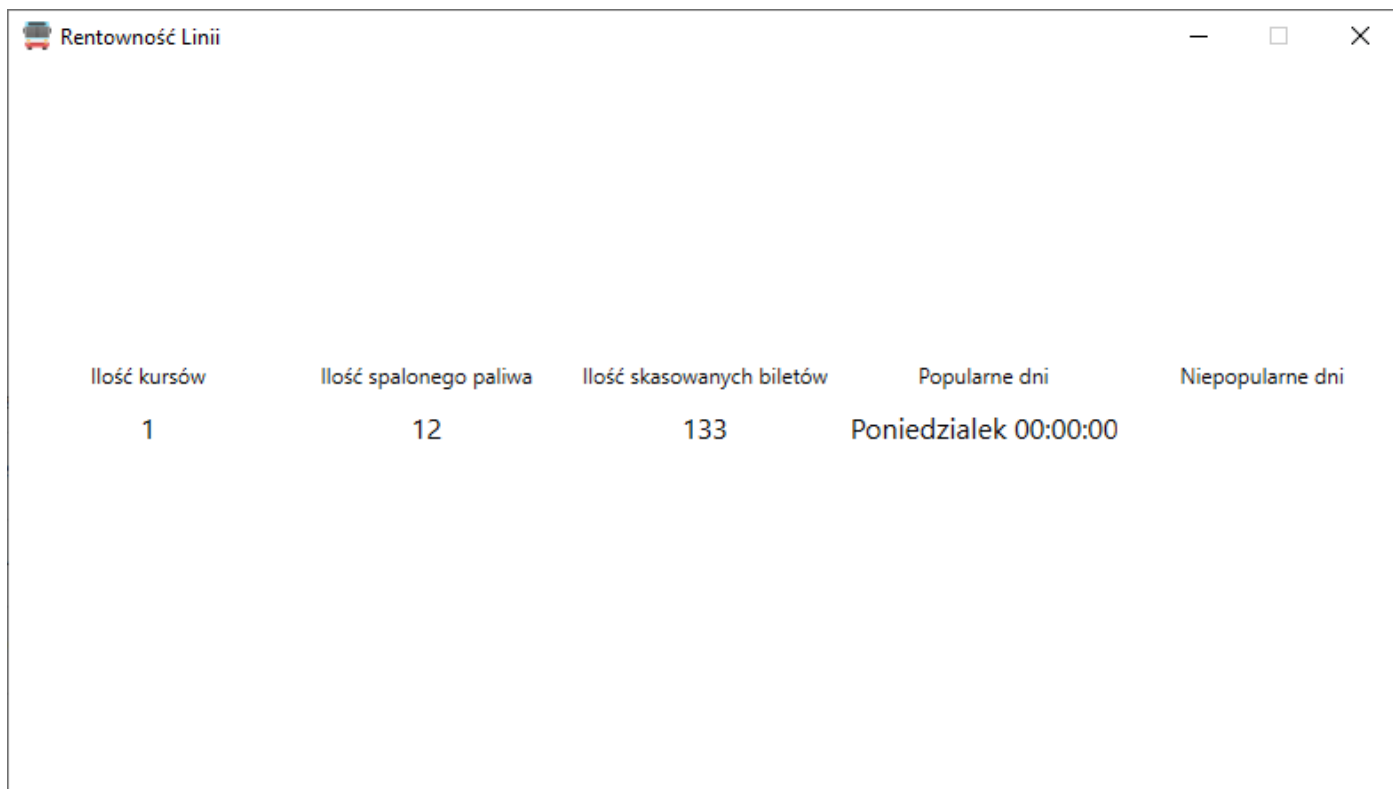 Rentowność Linii
Ilość kursów Ilość spalonego paliwa Ilość skasowanych biletów Popularne dni Niepopularne dni
1 12 133 Poniedzialek 00:00:00